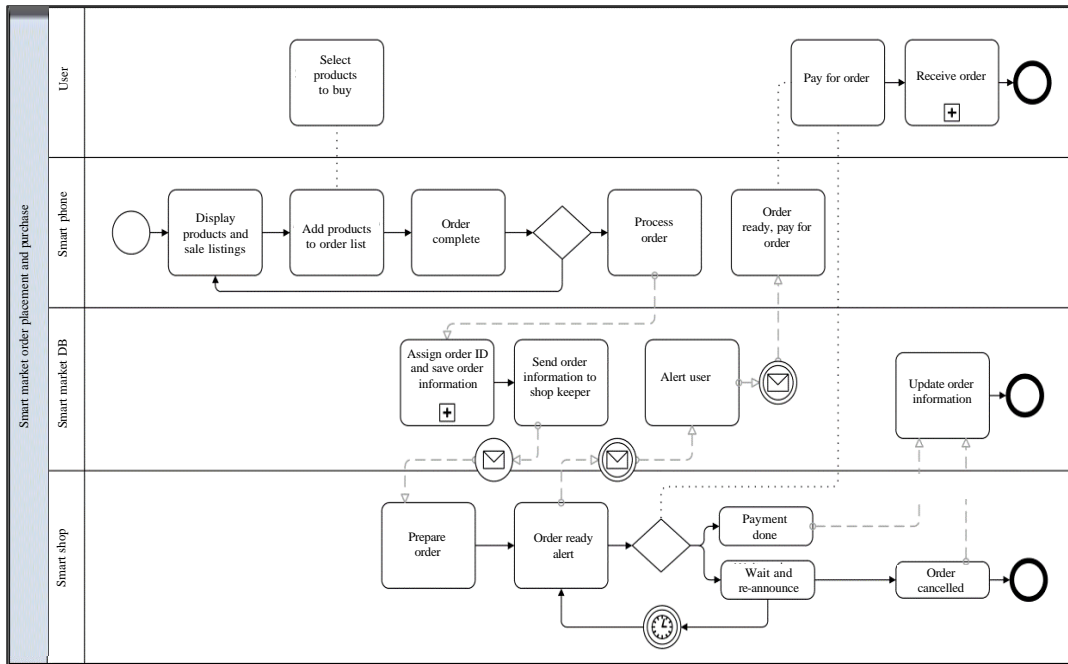 Smart market order placement and purchase
User
Select
products
to buy
Pay for order
Receive order
Smart phone
Display
products and
sale listings
Add products
to order list
Order
complete
Process
order
Order
ready, pay for
order
Smart market DB
Assign order ID
and save order
information
Send order
information to
shop keeper
Alert user
Update order
information
Smart shop
Prepare
order
Order ready
alert
Payment
done
Wait and
re-announce
Order
cancelled